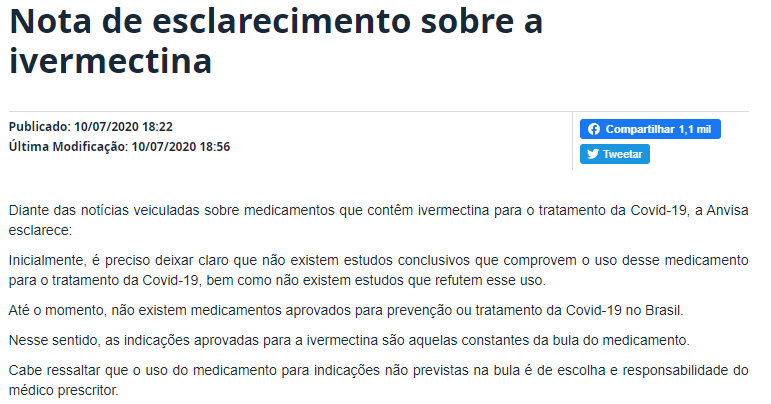 Nota de esclarecimento sobre a
ivermectina
Publicado: 10/07/2020 18:22
Última Modificação: 10/07/2020 18:56
Compartilhar 1,1 mil
Tweetar
Diante das notícias veiculadas sobre medicamentos que contêm ivermectina para o tratamento da Covid-19, a Anvisa
esclarece:
Inicialmente, é preciso deixar claro que não existem estudos conclusivos que comprovem o uso desse medicamento
para o tratamento da Covid-19, bem como não existem estudos que refutem esse uso.
Até o momento, não existem medicamentos aprovados para prevenção ou tratamento da Covid-19 no Brasil.
Nesse sentido, as indicações aprovadas para a ivermectina são aquelas constantes da bula do medicamento.
Cabe ressaltar que o uso do medicamento para indicações não previstas na bula é de escolha e responsabilidade do
médico prescritor.